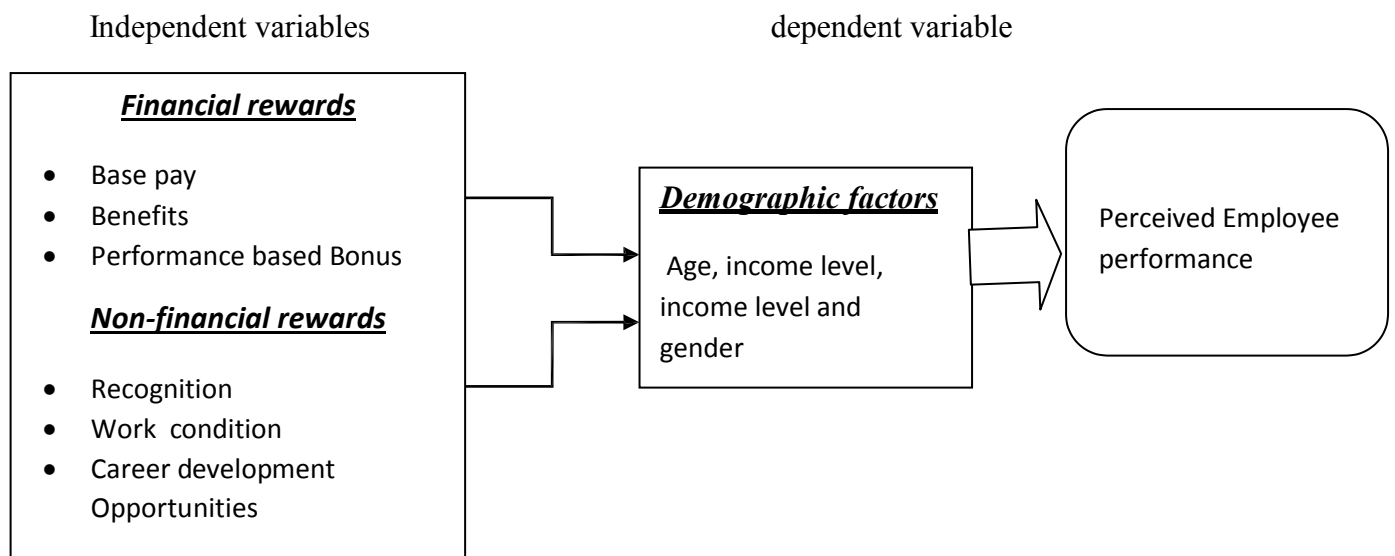 Independent variables
dependent variable
Financial rewards
• Base pay
• Benefits
• Performance based Bonus
Non-financial rewards
• Recognition
• Work condition
• Career development
Opportunities
Demographic factors
Age, income level,
income level and
gender
Perceived Employee
performance